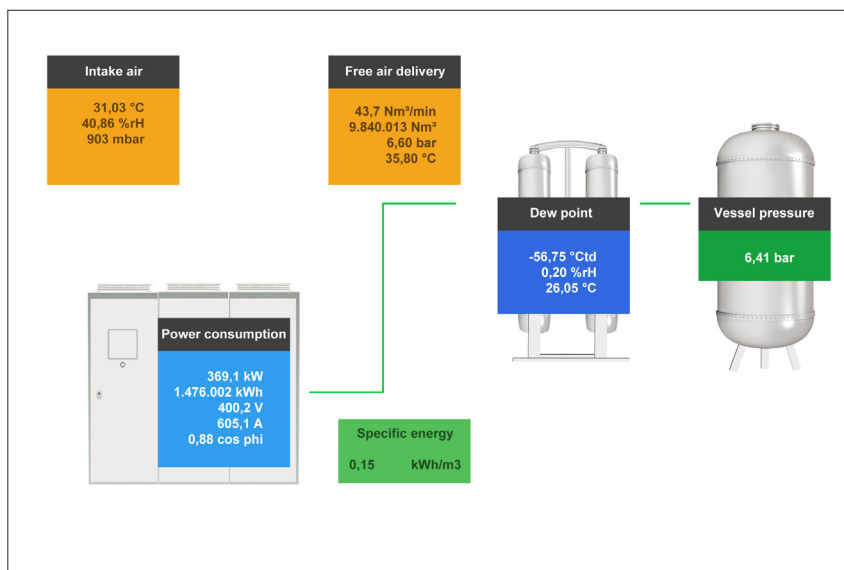 Intake air
31,03 °C
40,86 %rH
903 mbar
Free air delivery
43,7 Nm³/min
9.840.013 Nm³
6,60 bar
35,80 °C
Dew point
-56,75 °Ctd
0,20 %rH
26,05 °C
Vessel pressure
6,41 bar
Power consumption
369,1 kW
1.476.002 kWh
400,2 V
605,1 A
0,88 cos phi
Specific energy
0,15 kWh/m3